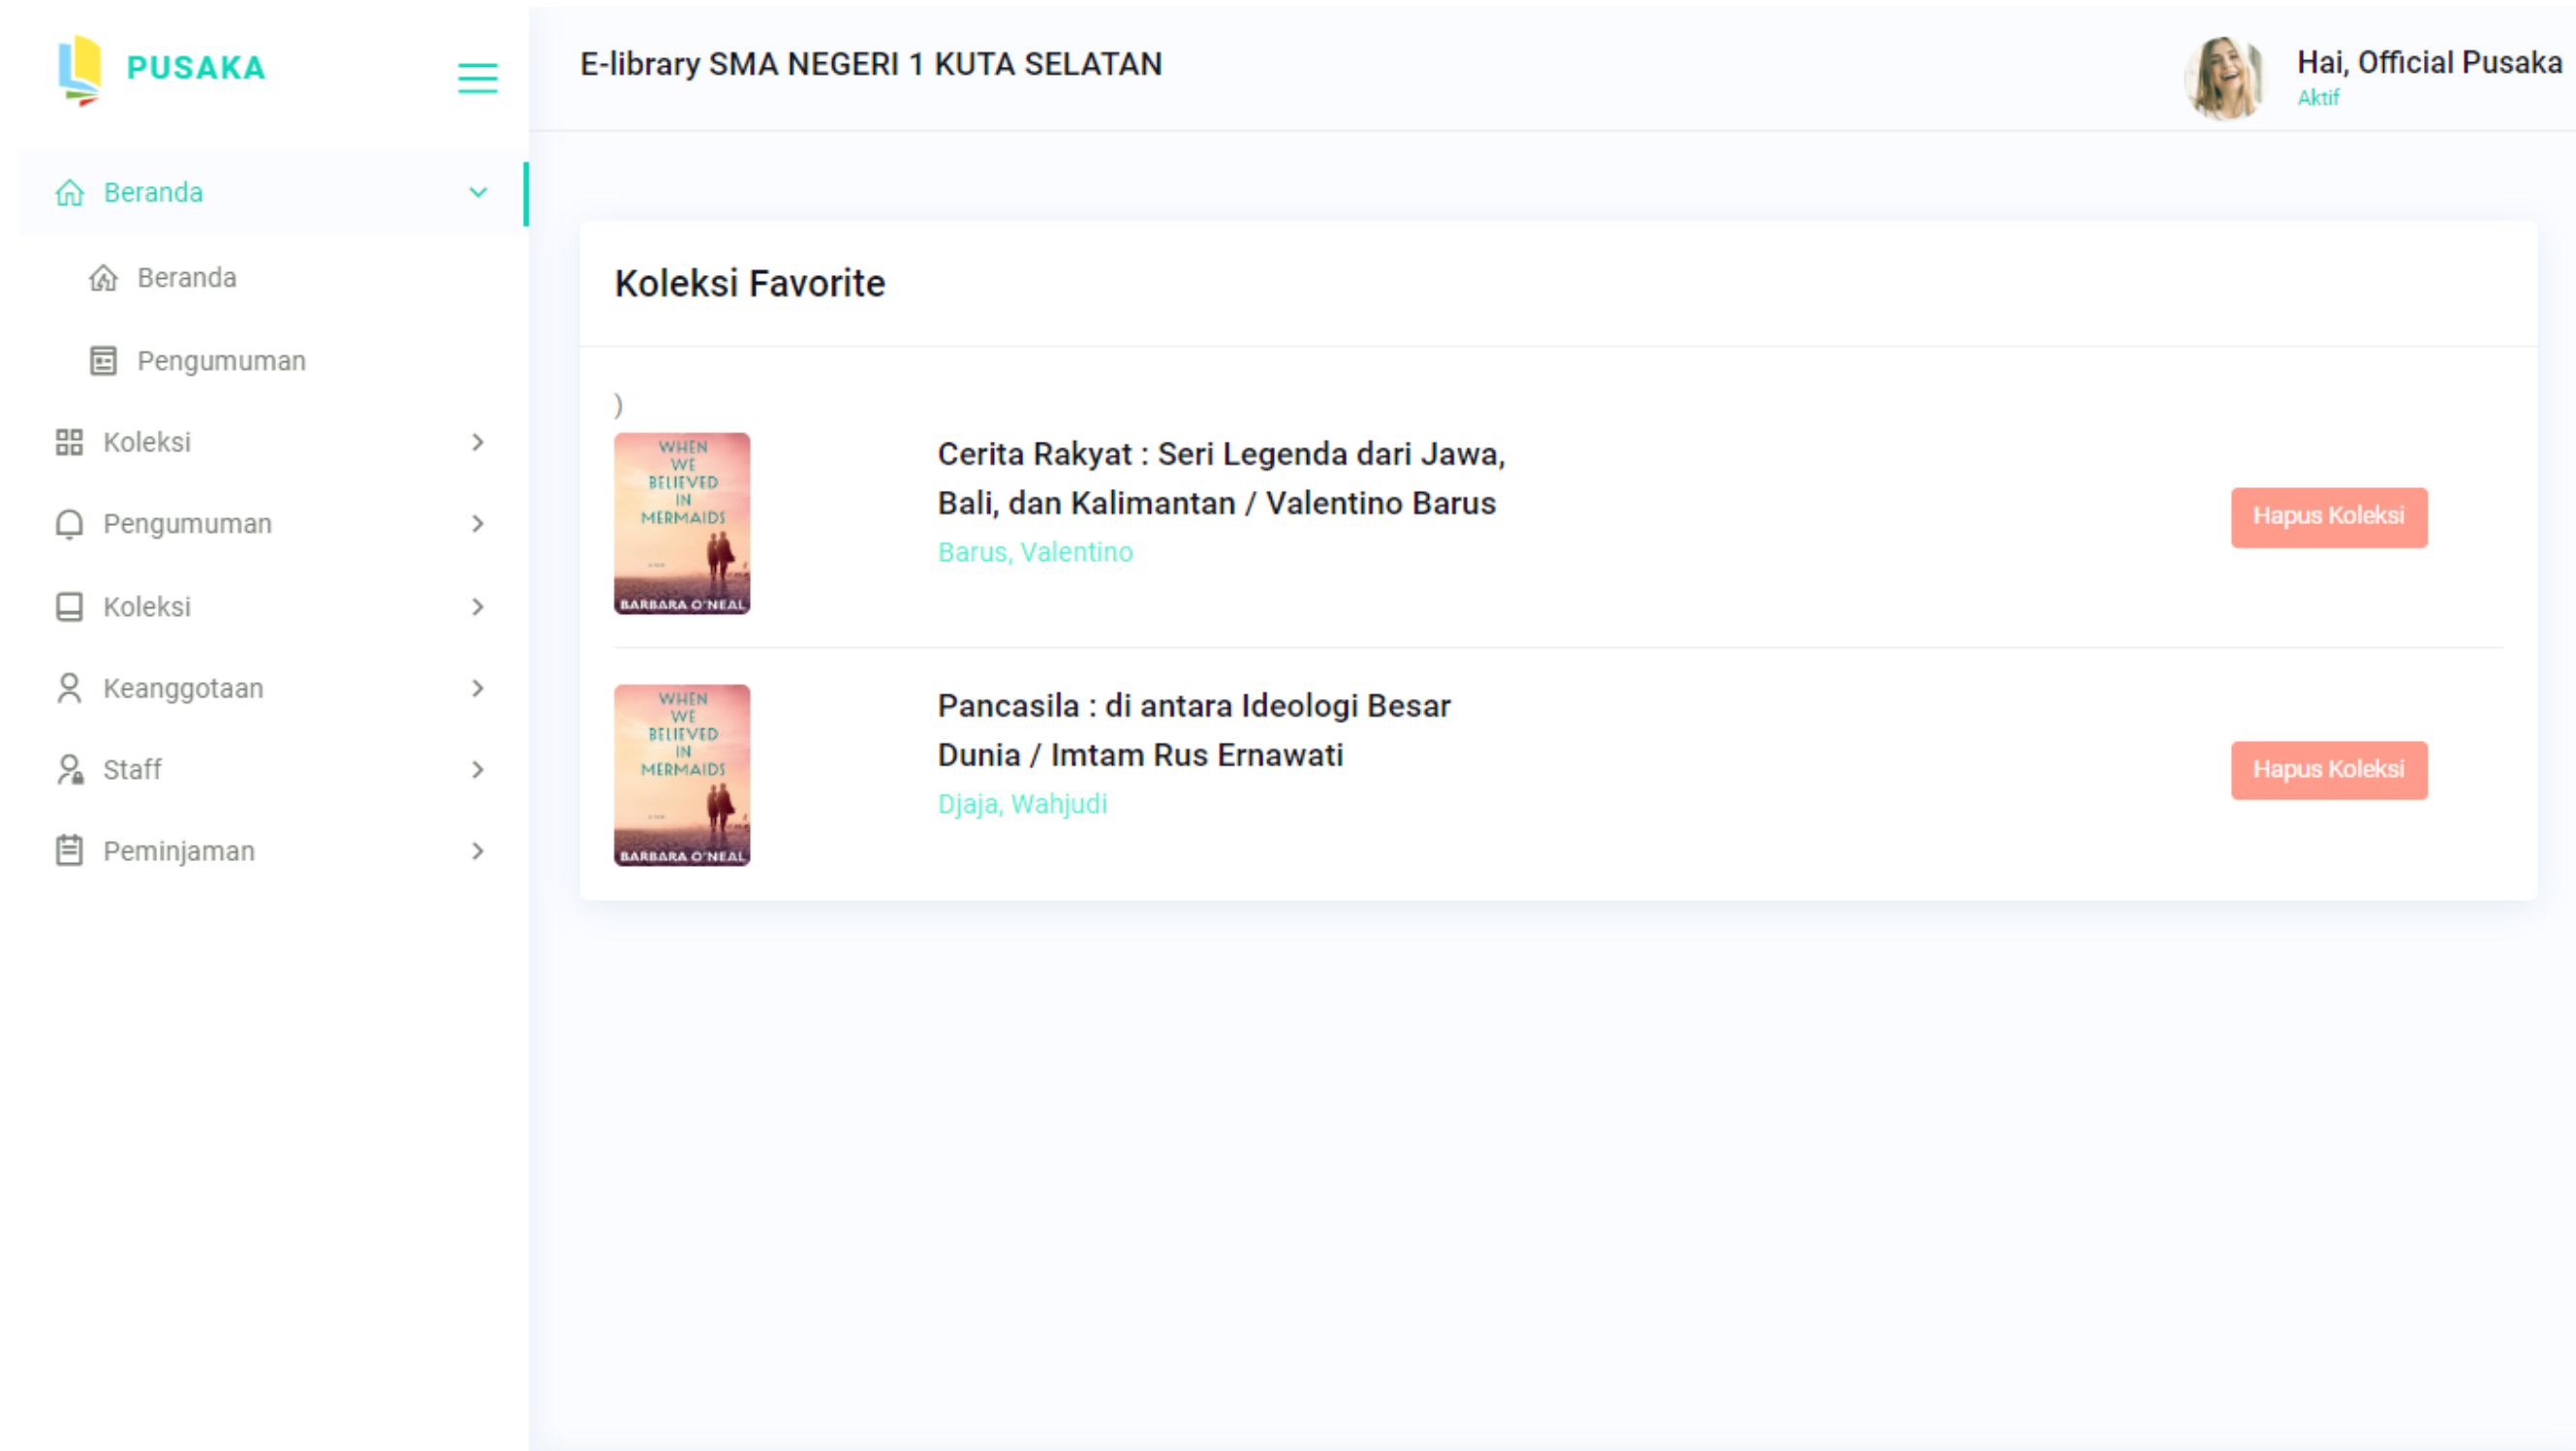 PUSAKA
E-library SMA NEGERI 1 KUTA SELATAN
Hai, Official Pusaka
Aktif
Beranda
Beranda
Pengumuman
Koleksi
Pengumuman
Koleksi
Keanggotaan
Staff
Peminjaman
Koleksi Favorite
)
WHEN
WE
BELIEVED
IN
MERMAIDS
BARBARA O'NEAL
Cerita Rakyat : Seri Legenda dari Jawa,
Bali, dan Kalimantan / Valentino Barus
Barus, Valentino
Hapus Koleksi
WHEN
WE
BELIEVED
IN
MERMAIDS
BARBARA O'NEAL
Pancasila : di antara Ideologi Besar
Dunia / Imtam Rus Ernawati
Djaja, Wahjudi
Hapus Koleksi